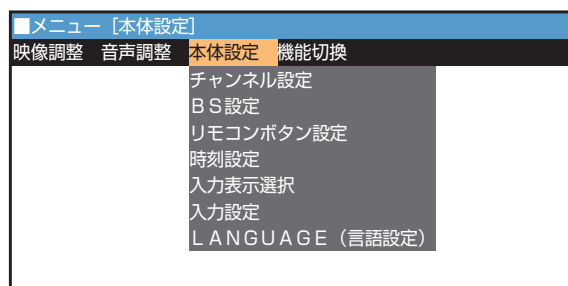 ■メニュー［本体設定］
映像調整 音声調整 本体設定 機能切換
チャンネル設定
ＢＳ設定
リモコンボタン設定
時刻設定
入力表示選択
入力設定
ＬＡＮＧＵＡＧＥ（言語設定）